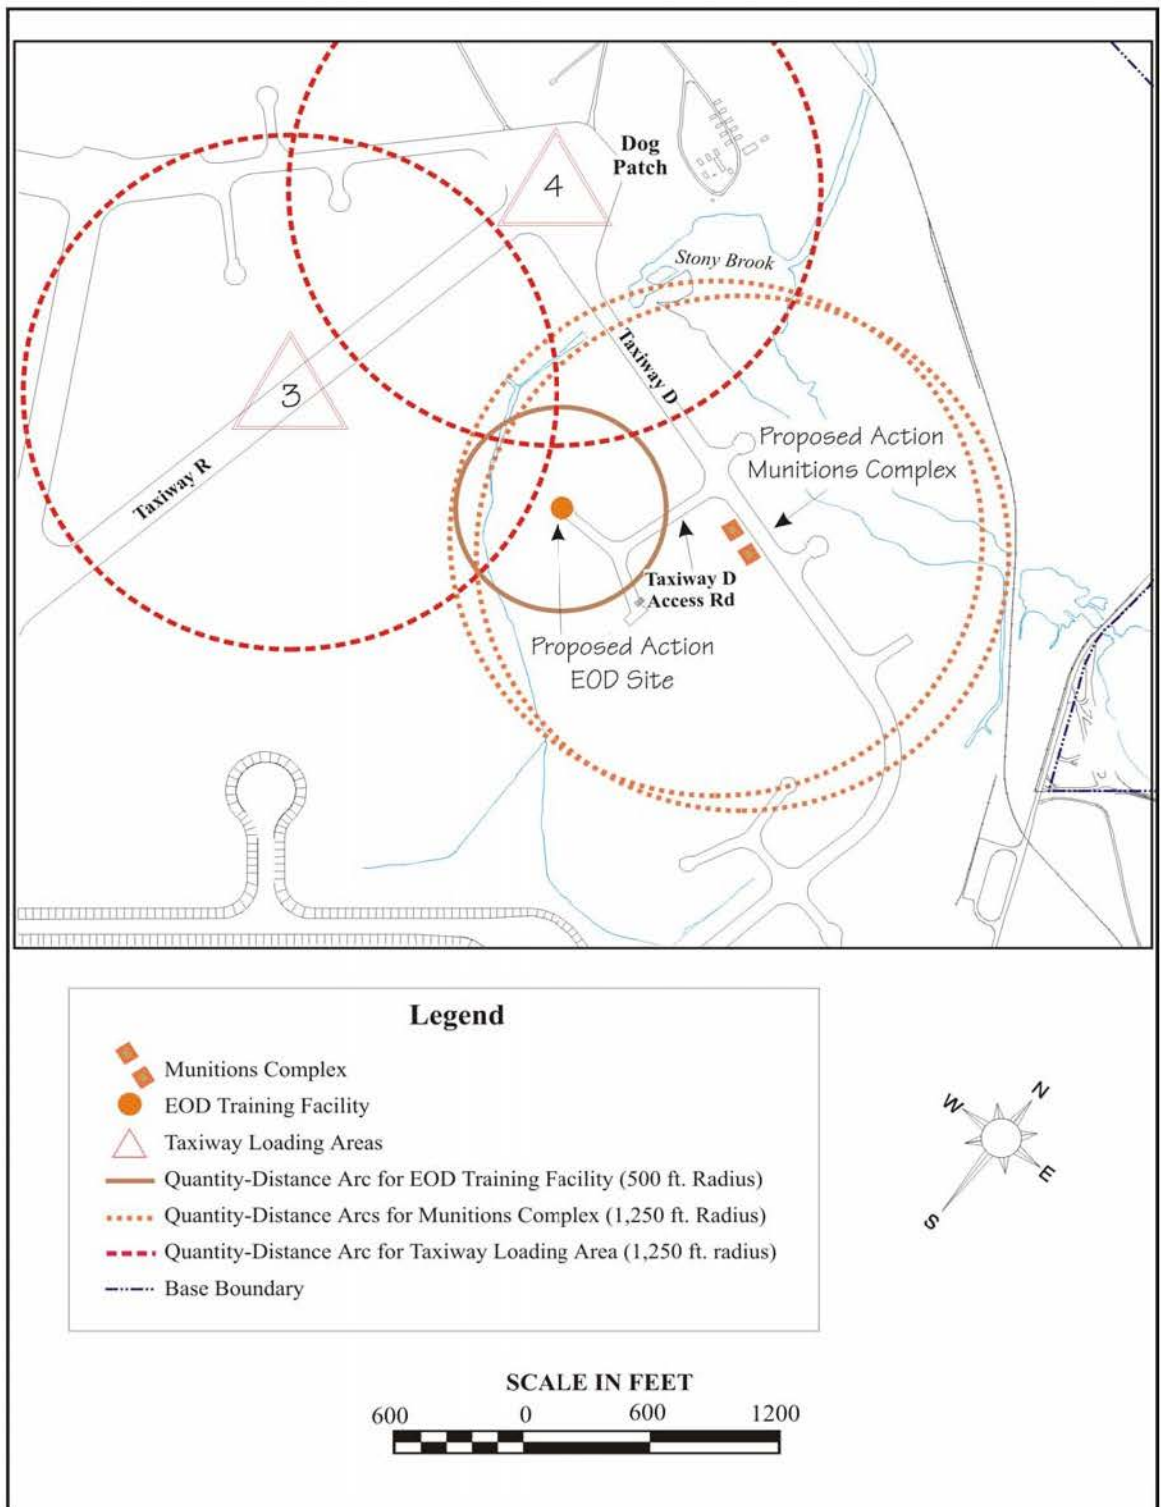 Dog
Patch
4
Stony Brook
Taxiway D
3
Proposed Action
Munitions Complex
Taxiway R
Taxiway D
Access Rd
Proposed Action
EOD Site
Legend
Munitions Complex
EOD Training Facility
Taxiway Loading Areas
Quantity-Distance Arc for EOD Training Facility (500 ft. Radius)
Quantity-Distance Arcs for Munitions Complex (1,250 ft. Radius)
Quantity-Distance Arc for Taxiway Loading Area (1,250 ft. radius)
Base Boundary
N
W
E
S
SCALE IN FEET
600 0 600 1200